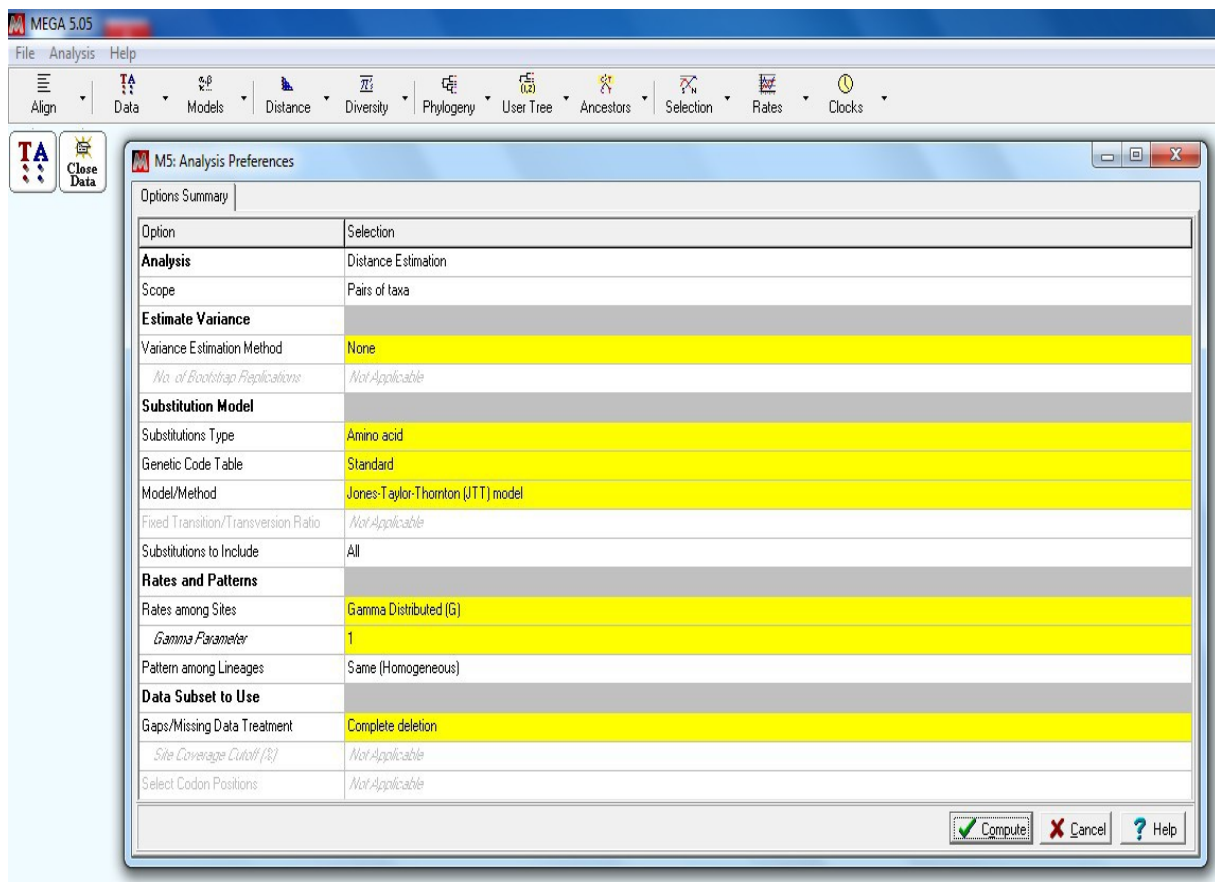 MEGA 5.05
File Analysis Help
Align Data Models Distance Diversity Phylogeny User Tree Ancestors Selection Rates Clocks
TA Close Data
M5: Analysis Preferences
Options Summary
Option Selection
Analysis Distance Estimation
Scope Pairs of taxa
Estimate Variance
Variance Estimation Method None
No. of Bootstrap Replications Not Applicable
Substitution Model
Substitutions Type Amino acid
Genetic Code Table Standard
Model/Method Jones-Taylor-Thornton (JTT) model
Fixed Transition/Transversion Ratio Not Applicable
Substitutions to Include All
Rates and Patterns
Rates among Sites Gamma Distributed (G)
Gamma Parameter 1
Pattern among Lineages Same (Homogeneous)
Data Subset to Use
Gaps/Missing Data Treatment Complete deletion
Site Coverage Cutoff (%) Not Applicable
Select Codon Positions Not Applicable
Compute Cancel Help